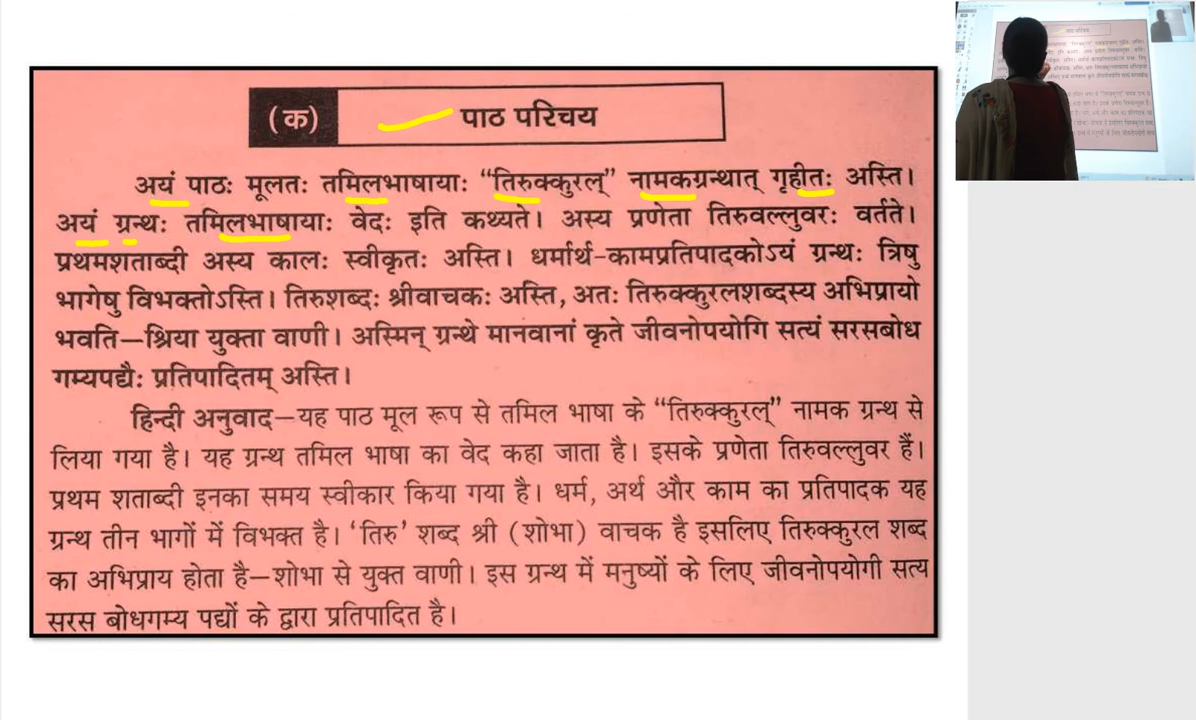 (क) पाठ परिचय
अयं पाठः मूलतः तमिलभाषायाः “तिरुक्कुरल्” नामकग्रन्थात् गृहीतः अस्ति।
अयं ग्रन्थः तमिलभाषायाः वेदः इति कथ्यते। अस्य प्रणेता तिरुवल्लुवरः वर्तते।
प्रथमशताब्दी अस्य कालः स्वीकृतः अस्ति। धर्मार्थ-कामप्रतिपादकोऽयं ग्रन्थः त्रिषु
भागेषु विभक्तोऽस्ति। तिरुशब्दः श्रीवाचकः अस्ति, अतः तिरुक्कुरलशब्दस्य अभिप्रायो
भवति—श्रिया युक्ता वाणी। अस्मिन् ग्रन्थे मानवानां कृते जीवनोपयोगि सत्यं सरसबोध
गम्यपद्यैः प्रतिपादितम् अस्ति।
हिन्दी अनुवाद—यह पाठ मूल रूप से तमिल भाषा के “तिरुक्कुरल्” नामक ग्रन्थ से
लिया गया है। यह ग्रन्थ तमिल भाषा का वेद कहा जाता है। इसके प्रणेता तिरुवल्लुवर हैं।
प्रथम शताब्दी इनका समय स्वीकार किया गया है। धर्म, अर्थ और काम का प्रतिपादक यह
ग्रन्थ तीन भागों में विभक्त है। ‘तिरु’ शब्द श्री (शोभा) वाचक है इसलिए तिरुक्कुरल शब्द
का अभिप्राय होता है—शोभा से युक्त वाणी। इस ग्रन्थ में मनुष्यों के लिए जीवनोपयोगी सत्य
सरस बोधगम्य पद्यों के द्वारा प्रतिपादित है।
पाठ परिचय